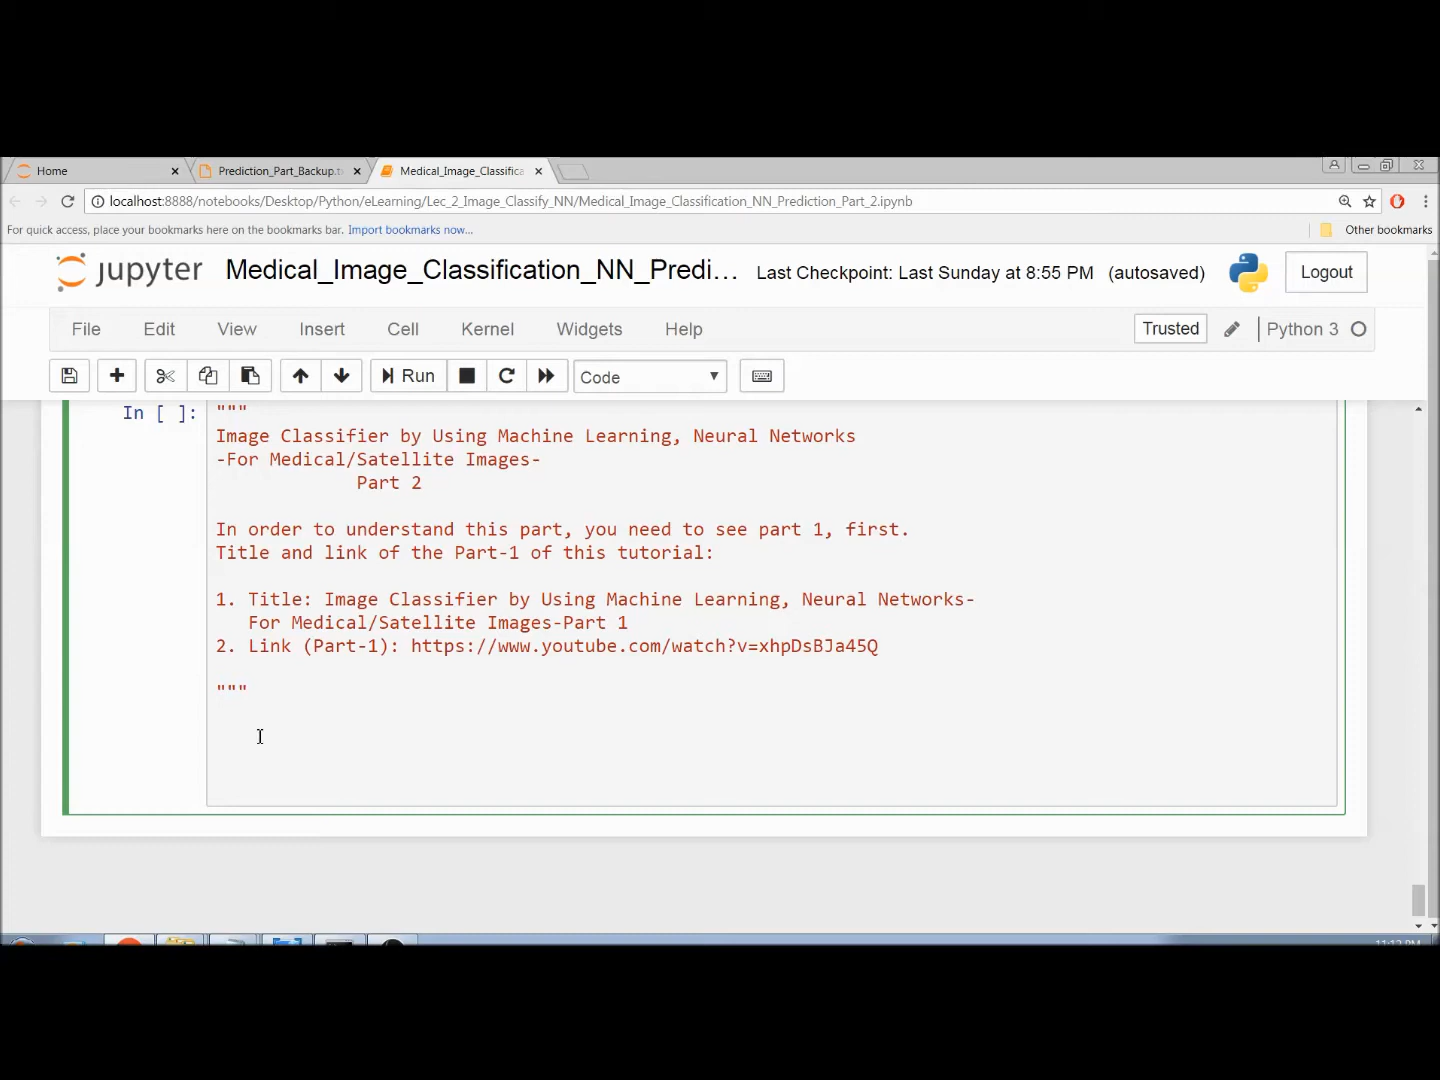 Home
Prediction_Part_Backup.t
Medical_Image_Classifica
localhost:8888/notebooks/Desktop/Python/eLearning/Lec_2_Image_Classify_NN/Medical_Image_Classification_NN_Prediction_Part_2.ipynb
For quick access, place your bookmarks here on the bookmarks bar. Import bookmarks now...
Other bookmarks
jupyter Medical_Image_Classification_NN_Predi... Last Checkpoint: Last Sunday at 8:55 PM (autosaved)
Logout
File Edit View Insert Cell Kernel Widgets Help
Trusted
Python 3
Run
Code
In [ ]: """
Image Classifier by Using Machine Learning, Neural Networks
-For Medical/Satellite Images-
Part 2
In order to understand this part, you need to see part 1, first.
Title and link of the Part-1 of this tutorial:
1. Title: Image Classifier by Using Machine Learning, Neural Networks-
For Medical/Satellite Images-Part 1
2. Link (Part-1): https://www.youtube.com/watch?v=xhpDsBJa45Q
"""